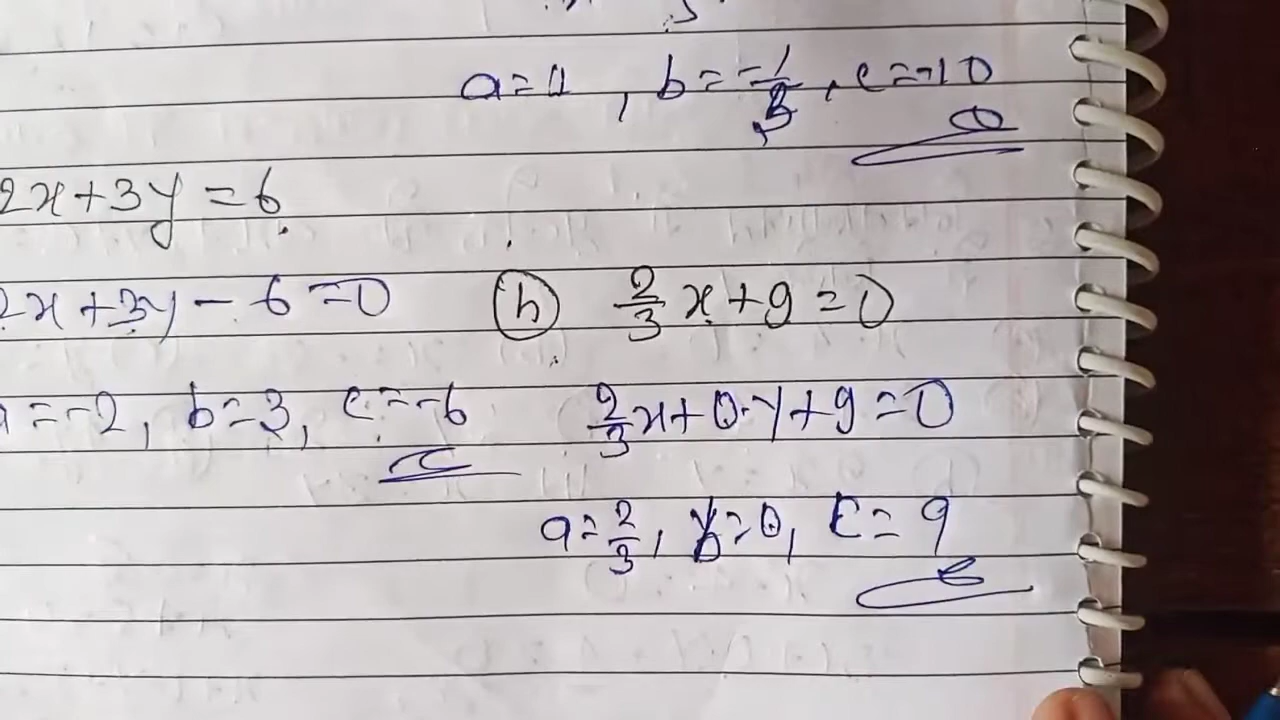 a=1, b=-1/3, c=-10
2x+3y=6
2x+3y-6=0
=-2, b=3, c=-6
(h) 2/3 x+9=0
2/3 x+0·y+9=0
a=2/3, b=0, c=9